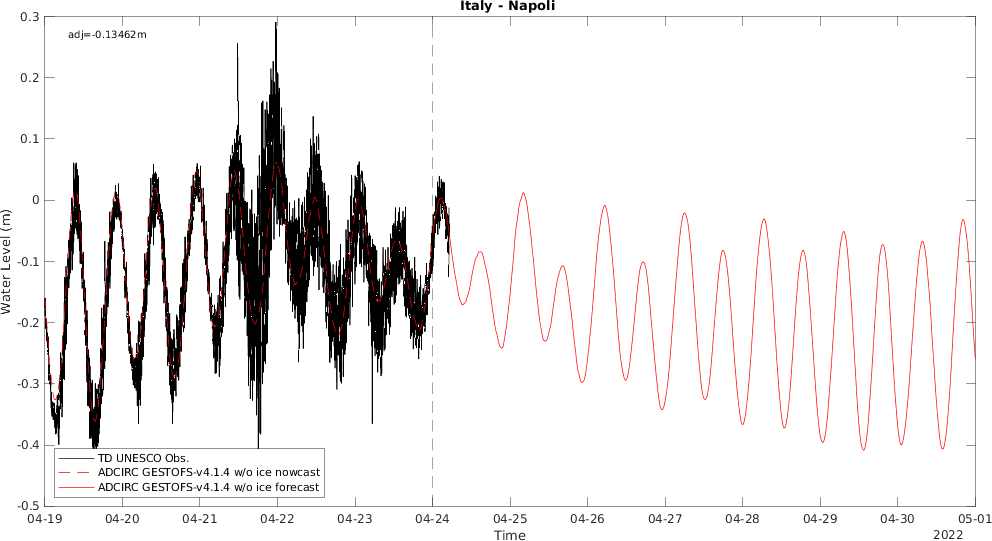 Italy - Napoli
adj=-0.13462m
0.3
0.2
0.1
0
-0.1
-0.2
-0.3
-0.4
-0.5
Water Level (m)
TD UNESCO Obs.
ADCIRC GESTOFS-v4.1.4 w/o ice nowcast
ADCIRC GESTOFS-v4.1.4 w/o ice forecast
04-19 04-20 04-21 04-22 04-23 04-24 04-25 04-26 04-27 04-28 04-29 04-30 05-01
Time
2022